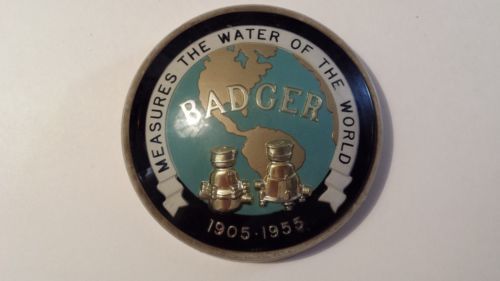 MEASURES THE WATER OF THE WORLD
BADGER
1905·1955